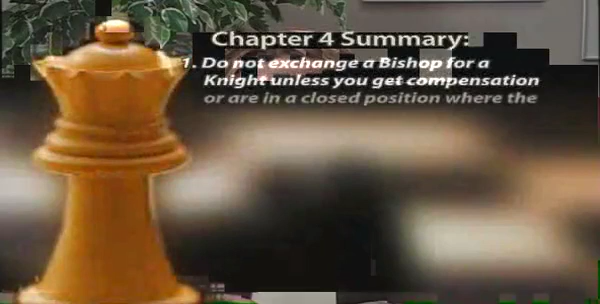 Chapter 4 Summary:
1. Do not exchange a Bishop for a
Knight unless you get compensation
or are in a closed position where the